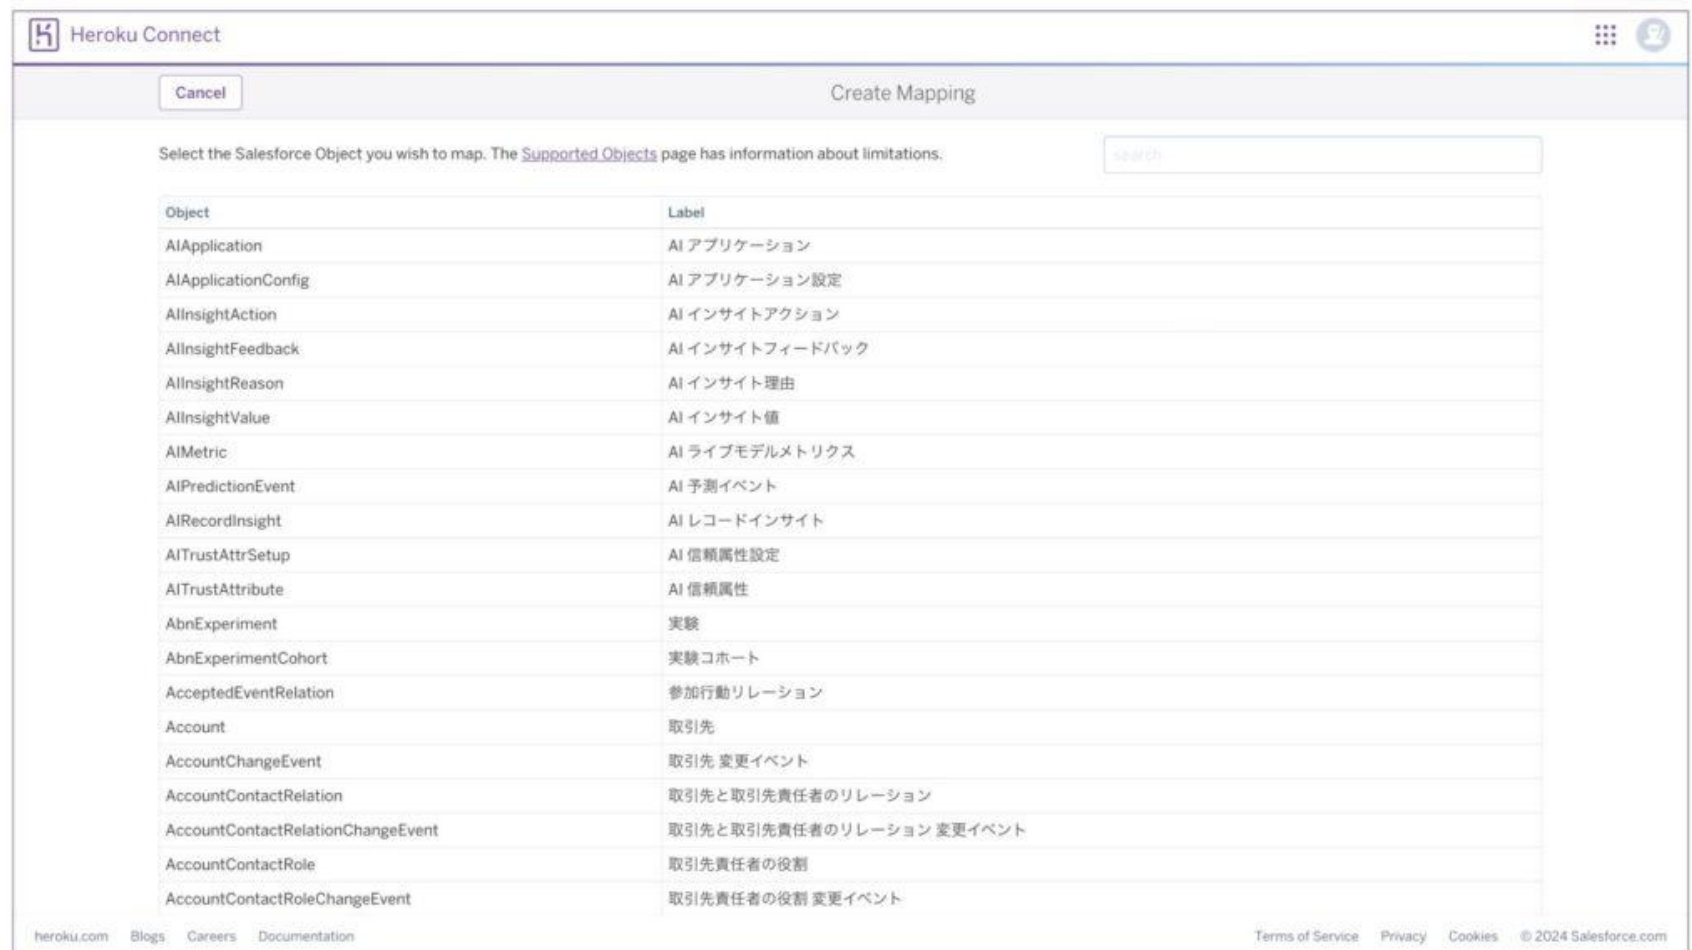 Heroku Connect
Cancel
Create Mapping
Select the Salesforce Object you wish to map. The Supported Objects page has information about limitations.
search
Object Label
AIApplication AI アプリケーション
AIApplicationConfig AI アプリケーション設定
AIInsightAction AI インサイトアクション
AIInsightFeedback AI インサイトフィードバック
AIInsightReason AI インサイト理由
AIInsightValue AI インサイト値
AIMetric AI ライブモデルメトリクス
AIPredictionEvent AI 予測イベント
AIRecordInsight AI レコードインサイト
AITrustAttrSetup AI 信頼属性設定
AITrustAttribute AI 信頼属性
AbnExperiment 実験
AbnExperimentCohort 実験コホート
AcceptedEventRelation 参加行動リレーション
Account 取引先
AccountChangeEvent 取引先 変更イベント
AccountContactRelation 取引先と取引先責任者のリレーション
AccountContactRelationChangeEvent 取引先と取引先責任者のリレーション 変更イベント
AccountContactRole 取引先責任者の役割
AccountContactRoleChangeEvent 取引先責任者の役割 変更イベント
heroku.com Blogs Careers Documentation Terms of Service Privacy Cookies © 2024 Salesforce.com